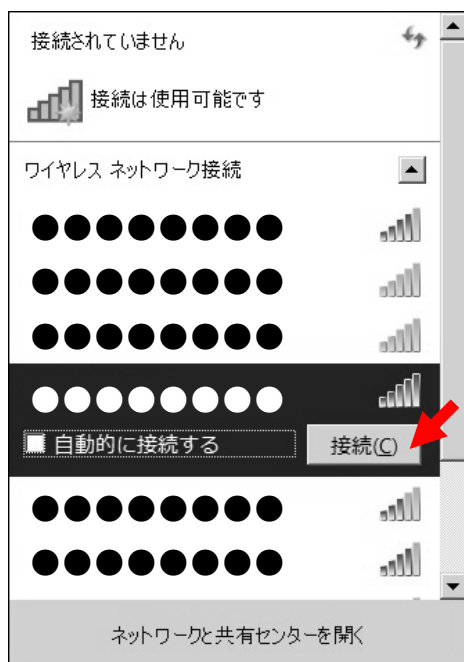 接続されていません
接続は使用可能です
ワイヤレス ネットワーク接続
●●●●●●●●
●●●●●●●●
●●●●●●●●
●●●●●●●●
自動的に接続する
接続(C)
●●●●●●●●
●●●●●●●●
ネットワークと共有センターを開く